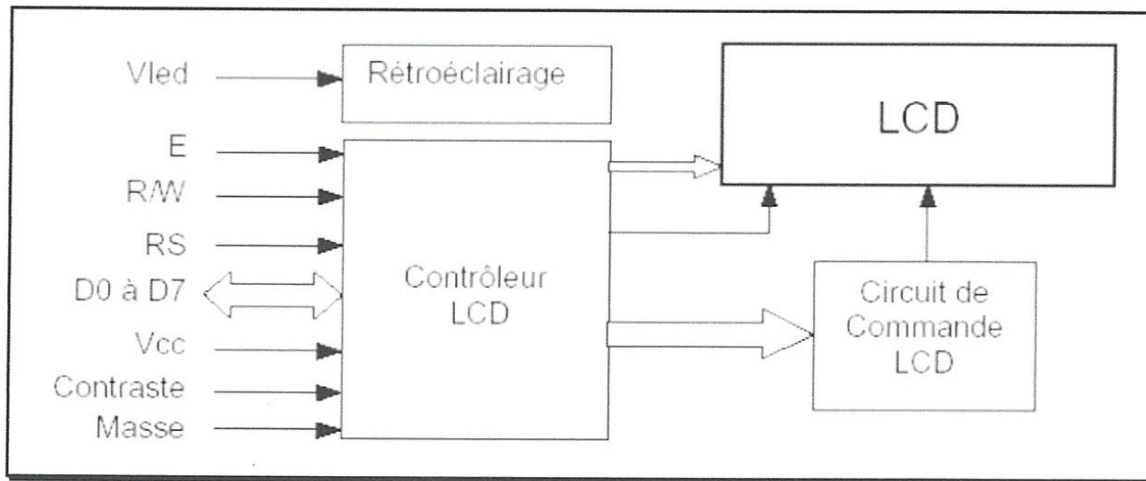 Vled
Rétroéclairage
LCD
E
R/W
RS
D0 à D7
Contrôleur
LCD
Circuit de
Commande
LCD
Vcc
Contraste
Masse